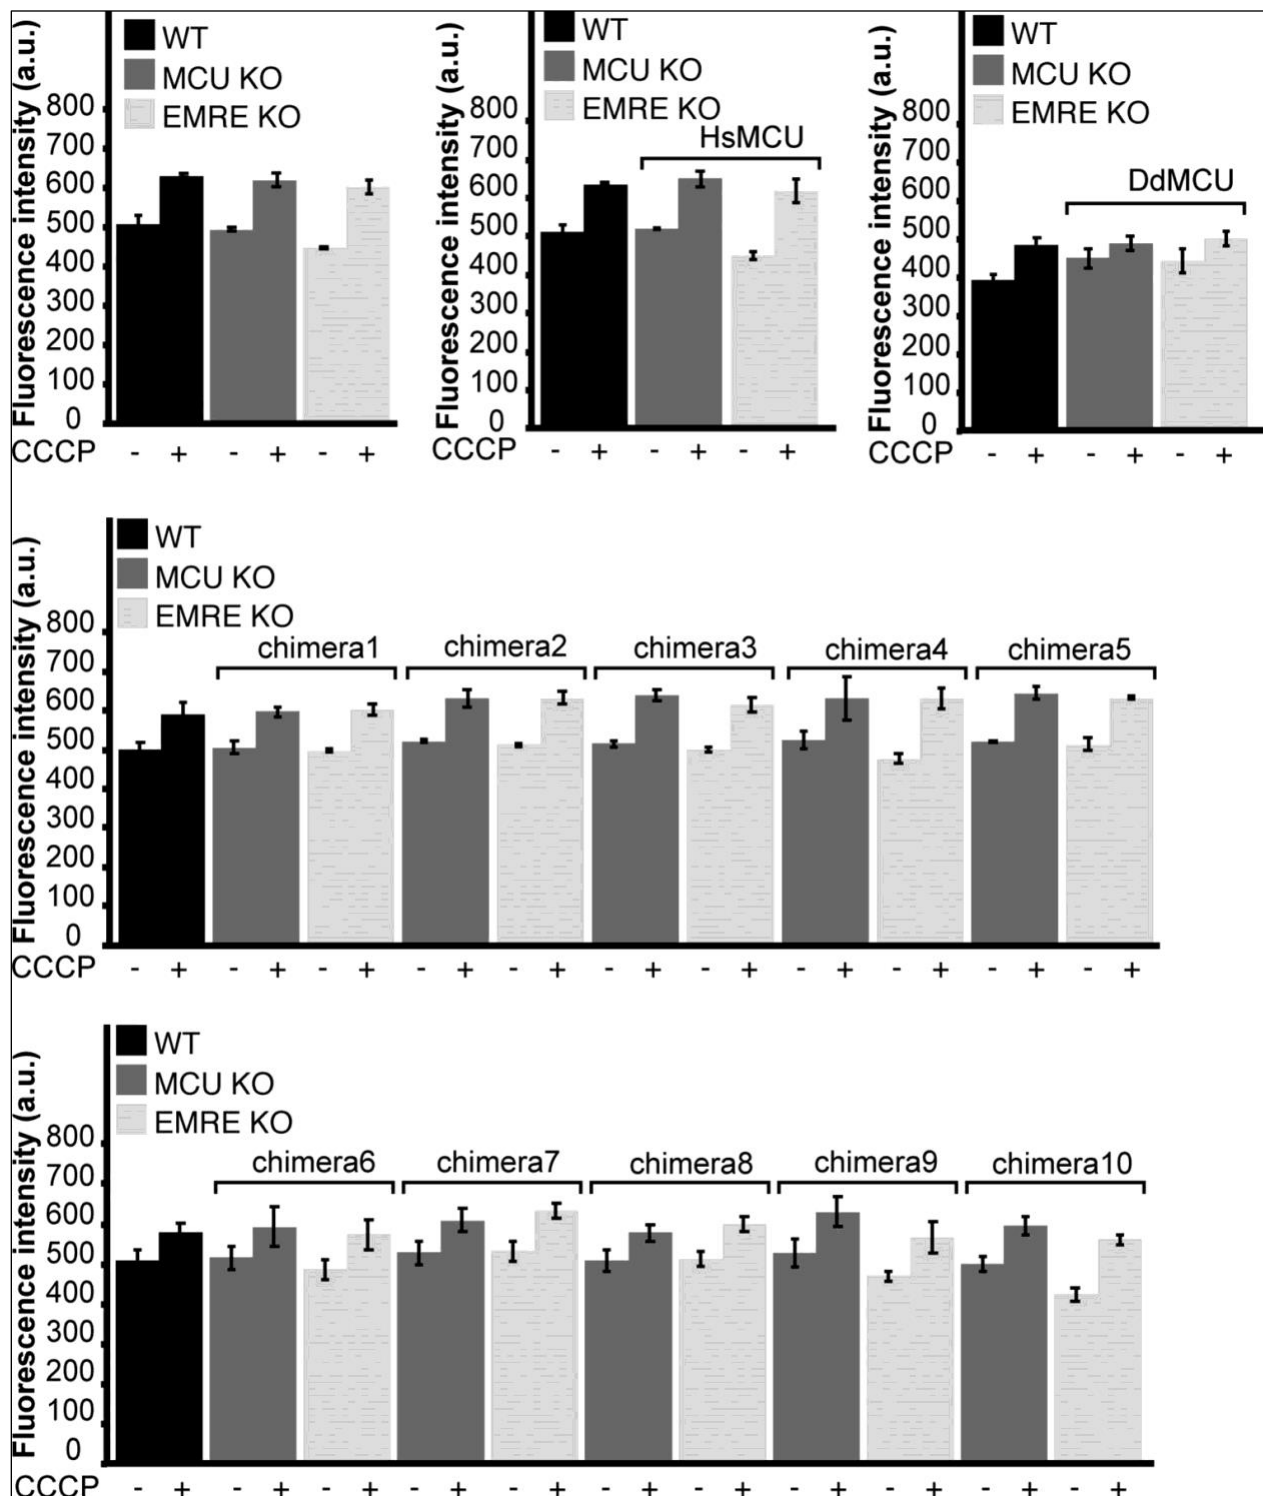 Fluorescence intensity (a.u.)
WT
MCU KO
EMRE KO
800
700
600
500
400
300
200
100
0
CCCP - + - + - +
Fluorescence intensity (a.u.)
WT
MCU KO
EMRE KO
HsMCU
800
700
600
500
400
300
200
100
0
CCCP - + - + - +
Fluorescence intensity (a.u.)
WT
MCU KO
EMRE KO
DdMCU
800
700
600
500
400
300
200
100
0
CCCP - + - + - +
Fluorescence intensity (a.u.)
WT
MCU KO
EMRE KO
chimera1 chimera2 chimera3 chimera4 chimera5
800
700
600
500
400
300
200
100
0
CCCP - + - + - + - + - + - + - + - + - + - + - +
Fluorescence intensity (a.u.)
WT
MCU KO
EMRE KO
chimera6 chimera7 chimera8 chimera9 chimera10
800
700
600
500
400
300
200
100
0
CCCP - + - + - + - + - + - + - + - + - + - + - +